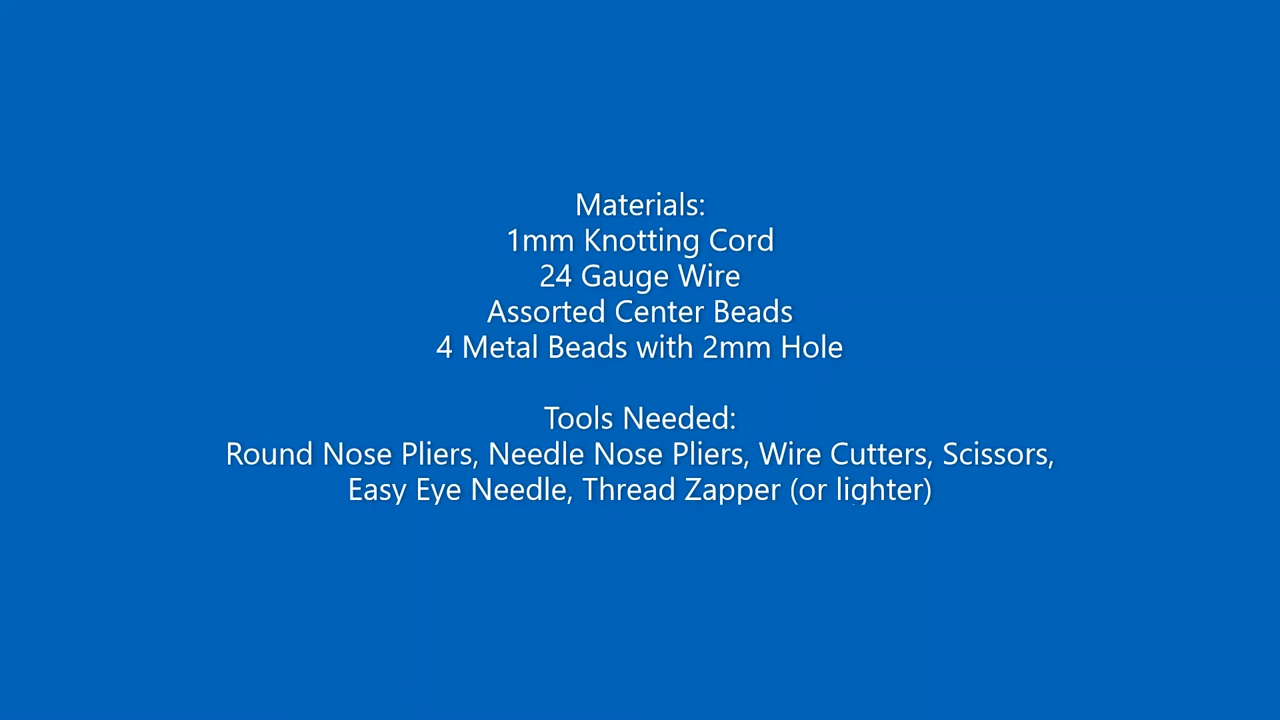 Materials:
1mm Knotting Cord
24 Gauge Wire
Assorted Center Beads
4 Metal Beads with 2mm Hole
Tools Needed:
Round Nose Pliers, Needle Nose Pliers, Wire Cutters, Scissors,
Easy Eye Needle, Thread Zapper (or lighter)